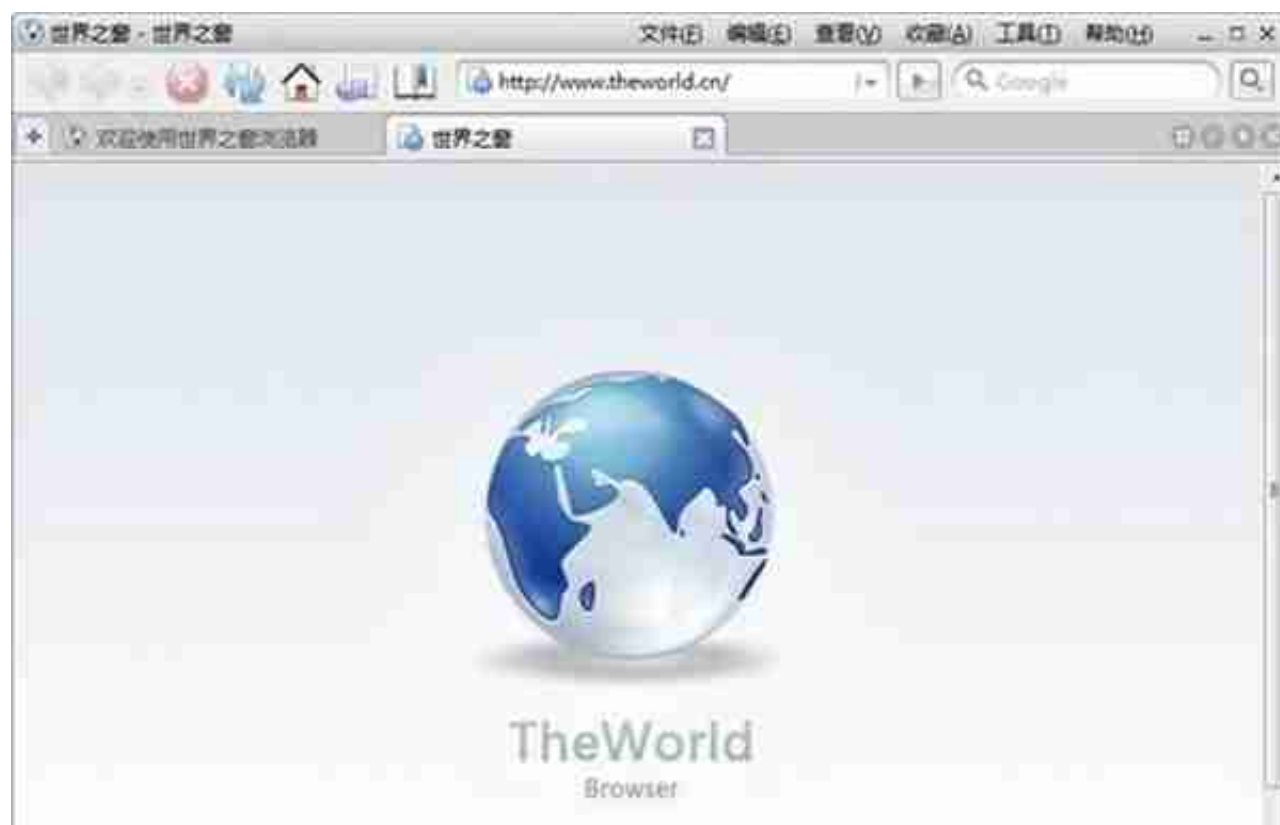 世界之窗 - 世界之窗 文件(F) 编辑(E) 查看(V) 收藏(A) 工具(T) 帮助(H)
http://www.theworld.cn/ Google
欢迎使用世界之窗浏览器 世界之窗
TheWorld
Browser